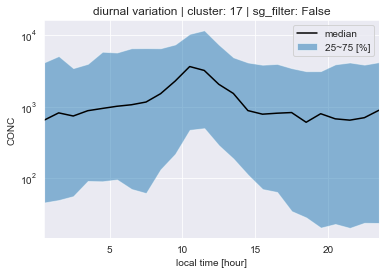 diurnal variation | cluster: 17 | sg_filter: False
median
25~75 [%]
10⁴
10³
10²
CONC
5
10
15
20
local time [hour]